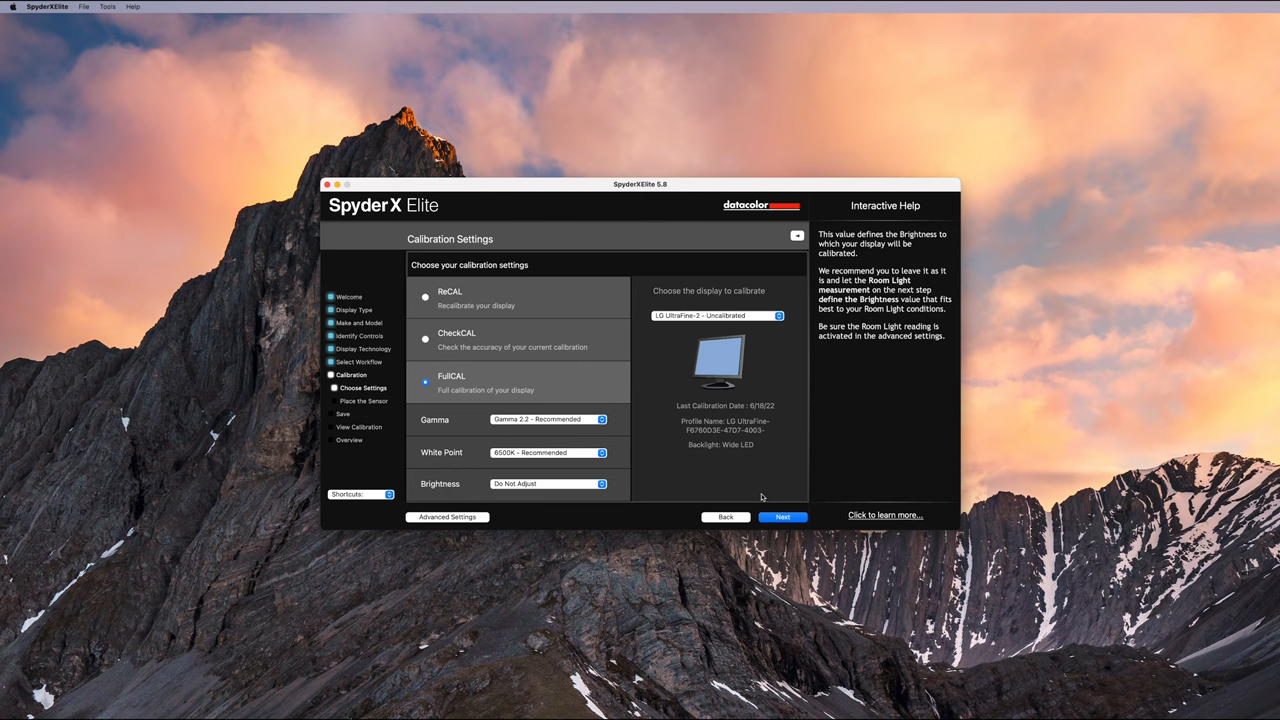 SpyderXElite File Tools Help
SpyderXElite 5.8
SpyderX Elite
datacolor
Interactive Help
Calibration Settings
Choose your calibration settings
Welcome
Display Type
Make and Model
Identify Controls
Display Technology
Select Workflow
Calibration
Choose Settings
Place the Sensor
Save
View Calibration
Overview
Shortcuts:
ReCAL
Recalibrate your display
CheckCAL
Check the accuracy of your current calibration
FullCAL
Full calibration of your display
Gamma Gamma 2.2 - Recommended
White Point 6500K - Recommended
Brightness Do Not Adjust
Choose the display to calibrate
LG UltraFine-2 - Uncalibrated
Last Calibration Date : 6/18/22
Profile Name: LG UltraFine-
F6760D3E-47D7-4003-
Backlight: Wide LED
This value defines the Brightness to
which your display will be
calibrated.
We recommend you to leave it as it
is and let the Room Light
measurement on the next step
define the Brightness value that fits
best to your Room Light conditions.
Be sure the Room Light reading is
activated in the advanced settings.
Advanced Settings
Back
Next
Click to learn more...